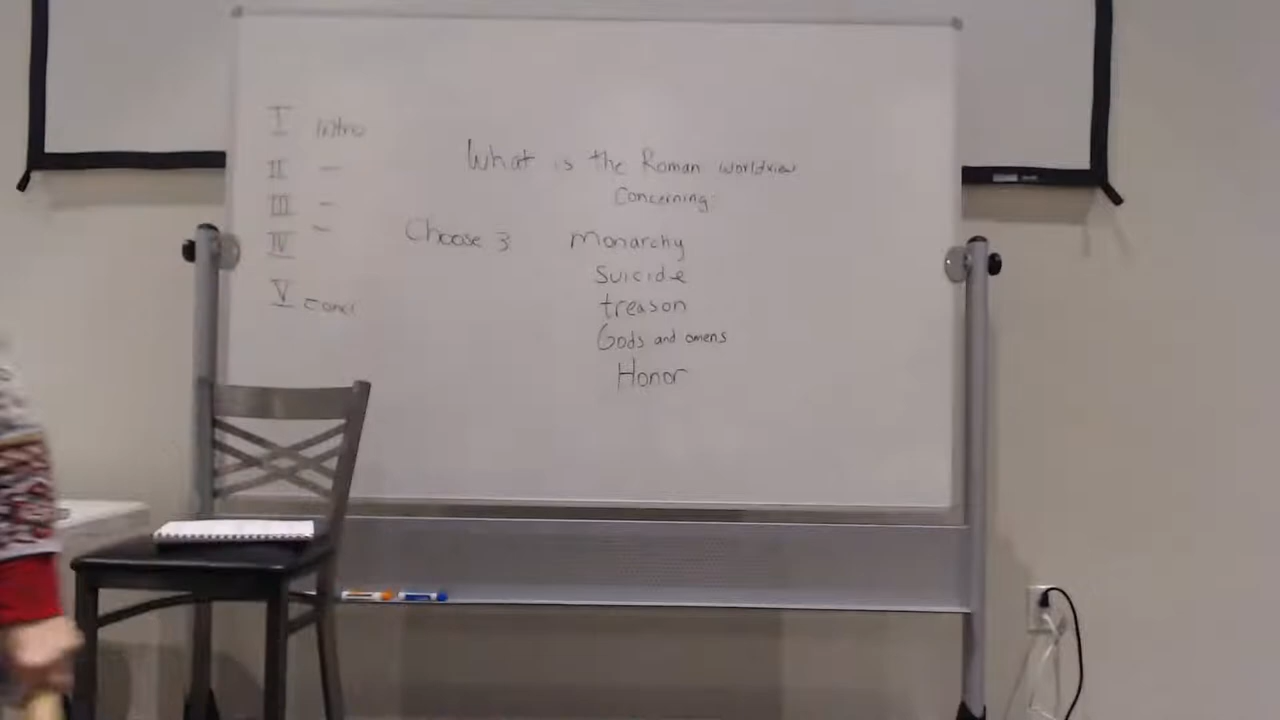 I Intro
II -
III -
IV -
V Concl
What is the Roman worldview
Concerning:
Choose 3
Monarchy
Suicide
treason
Gods and omens
Honor